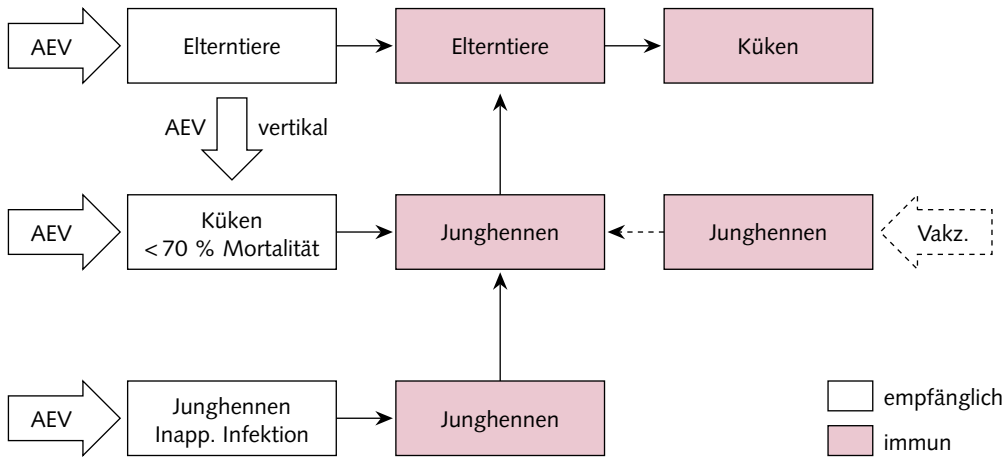 AEV
Elterntiere
Elterntiere
Küken
AEV
vertikal
AEV
Küken
< 70 % Mortalität
Junghennen
Junghennen
Vakz.
AEV
Junghennen
Inapp. Infektion
Junghennen
empfänglich
immun